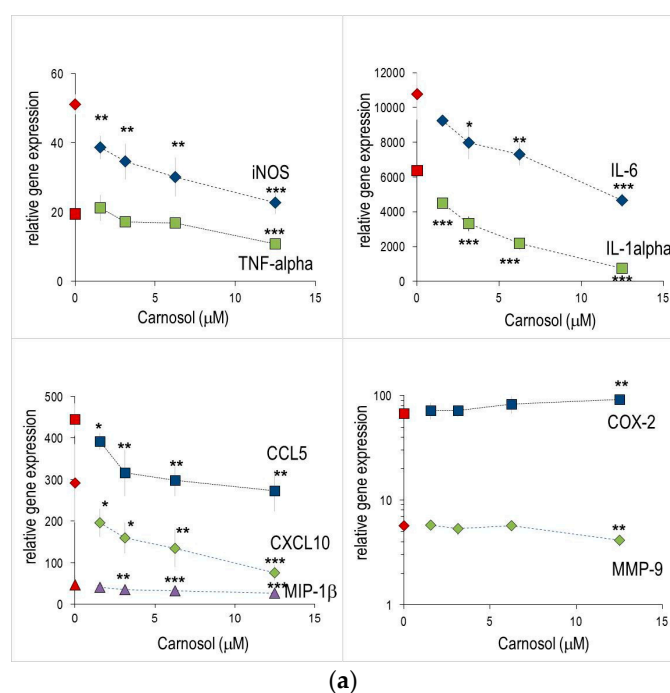 60
40
20
0
relative gene expression
** ** **
iNOS
***
***
TNF-alpha
0 5 10 15
Carnosol (μM)
12000
10000
8000
6000
4000
2000
0
relative gene expression
*
**
IL-6
***
*** *** ***
IL-1alpha
***
0 5 10 15
Carnosol (μM)
500
400
300
200
100
0
relative gene expression
* ** ** **
CCL5
* * **
CXCL10
***
** *** ***
MIP-1β
0 5 10 15
Carnosol (μM)
100
10
1
relative gene expression
**
COX-2
**
MMP-9
0 5 10 15
Carnosol (μM)
(a)